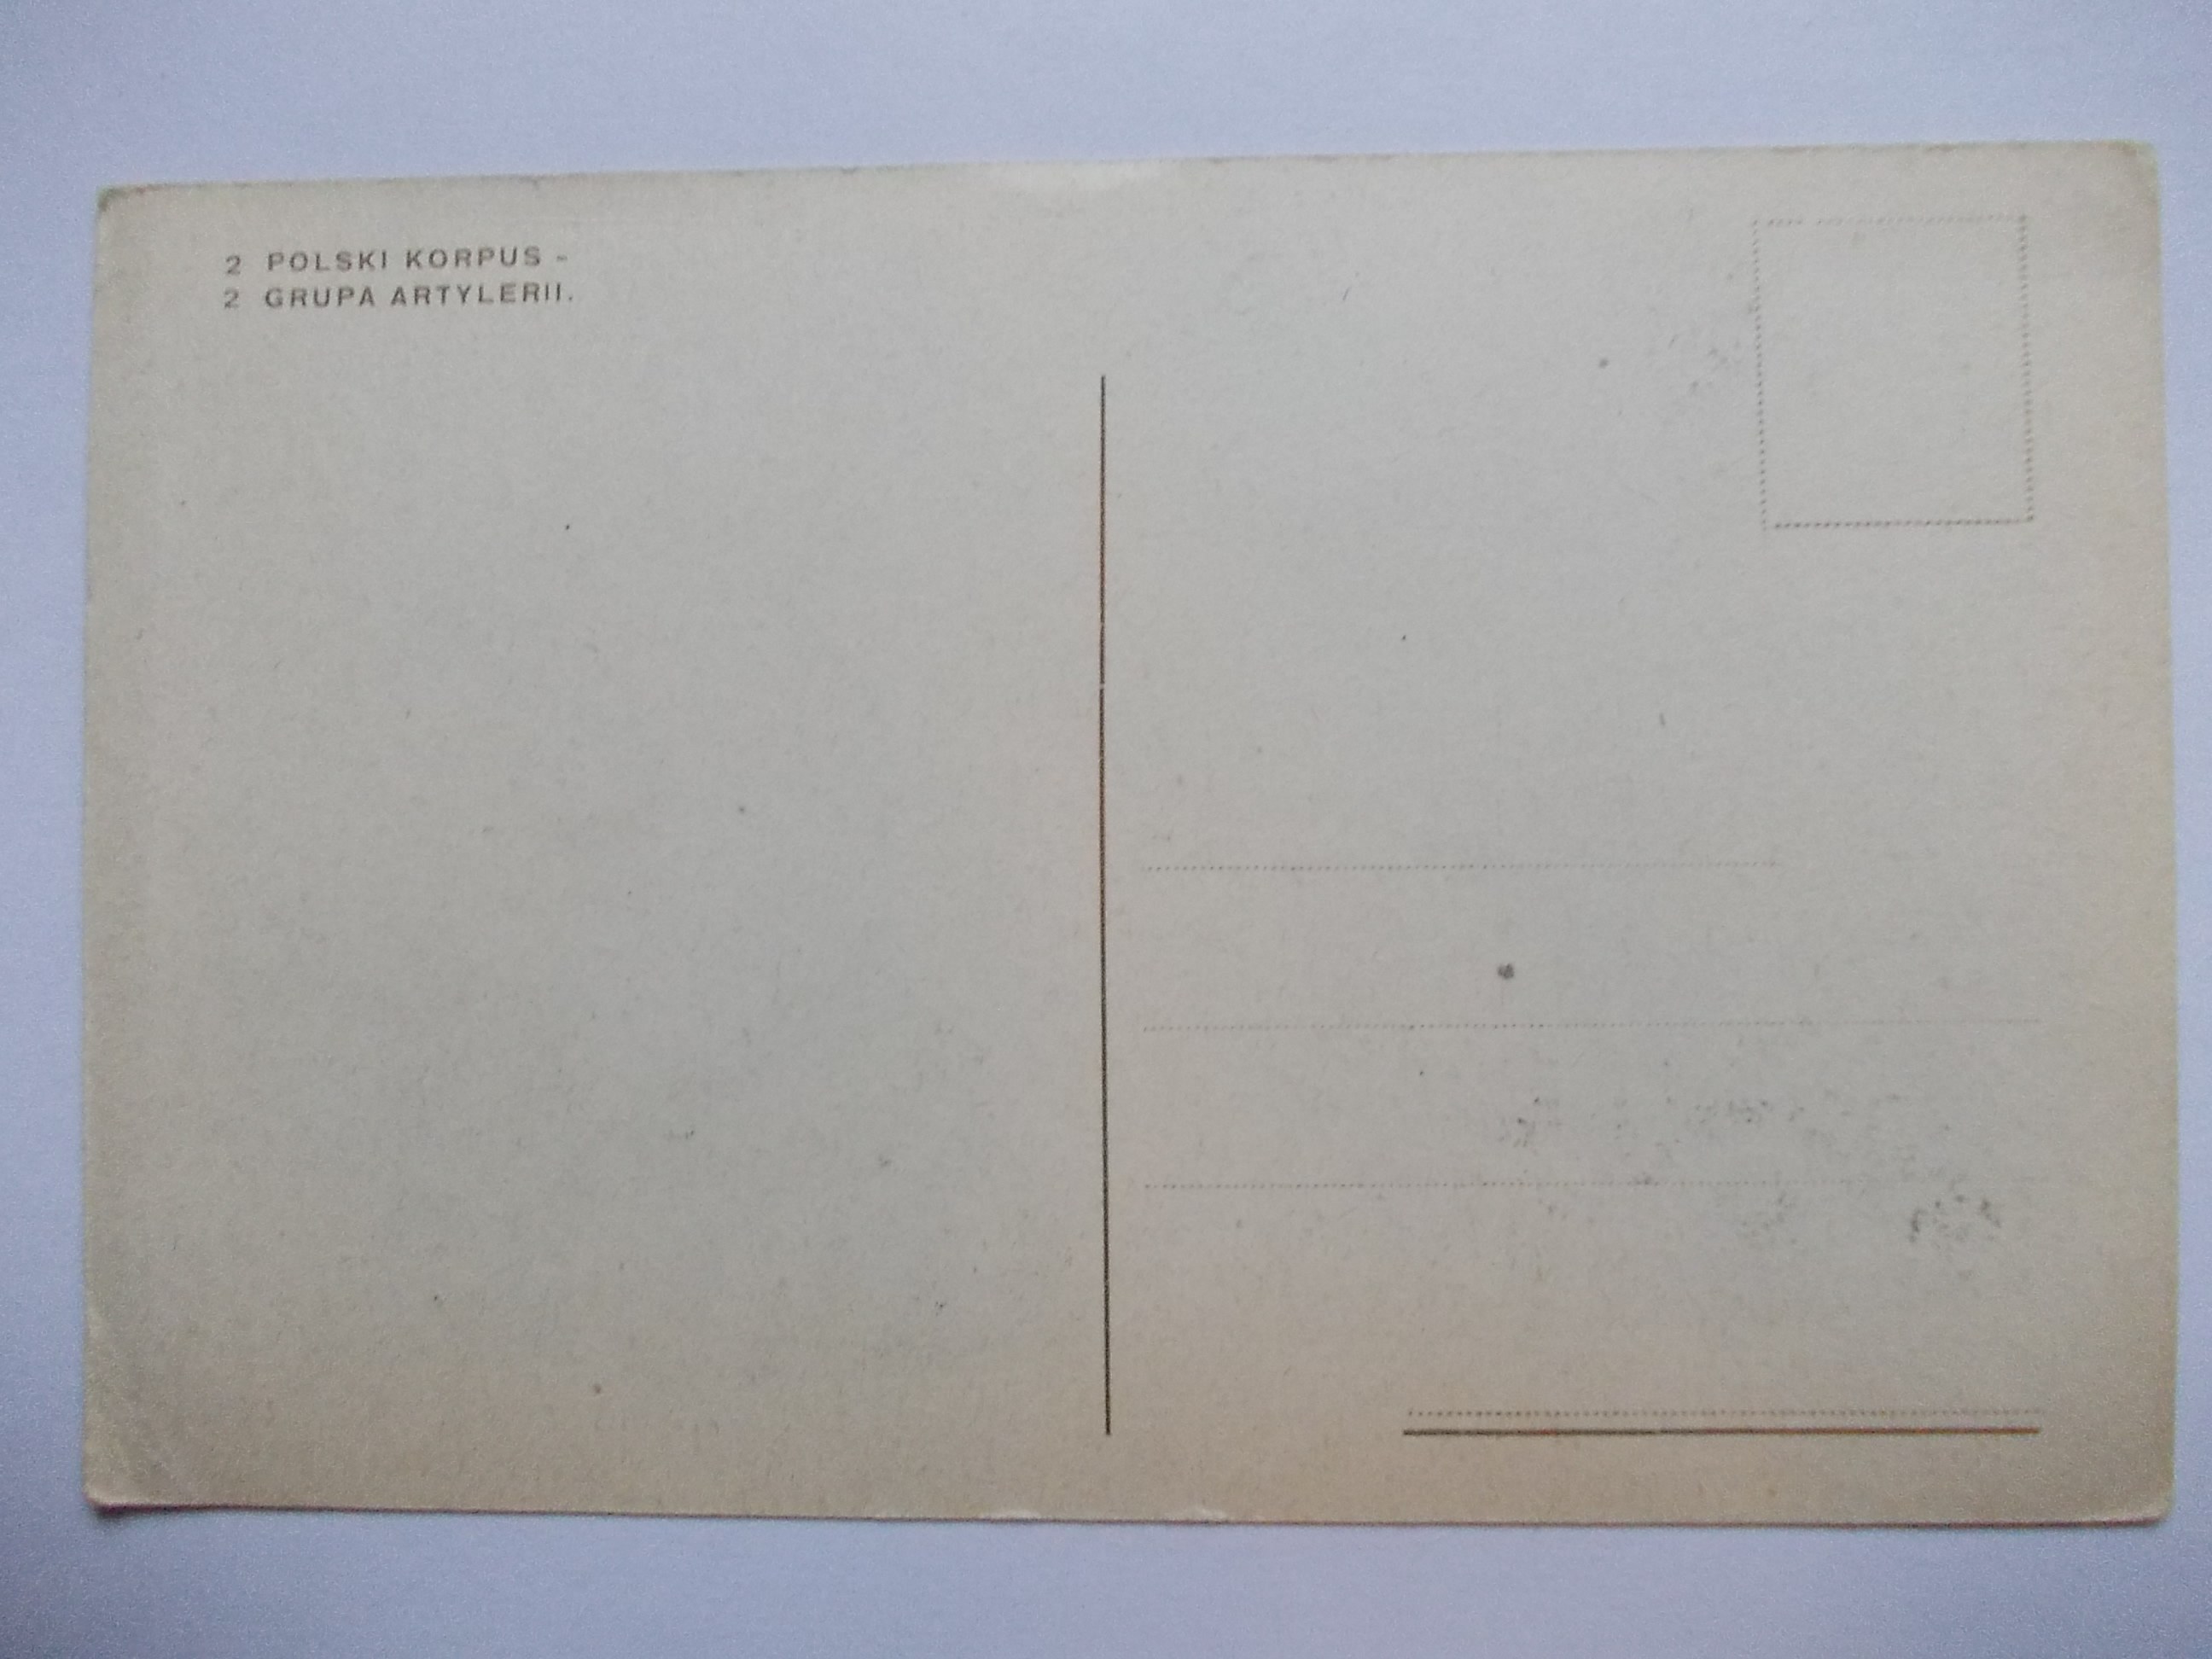 2 POLSKI KORPUS -
2 GRUPA ARTYLERII.